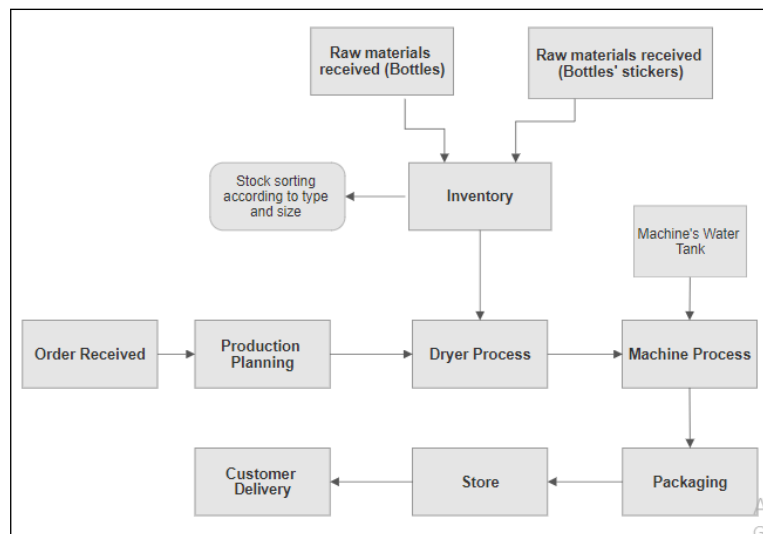 Raw materials
received (Bottles)
Raw materials received
(Bottles' stickers)
Stock sorting
according to type
and size
Inventory
Machine's Water
Tank
Order Received
Production
Planning
Dryer Process
Machine Process
Customer
Delivery
Store
Packaging